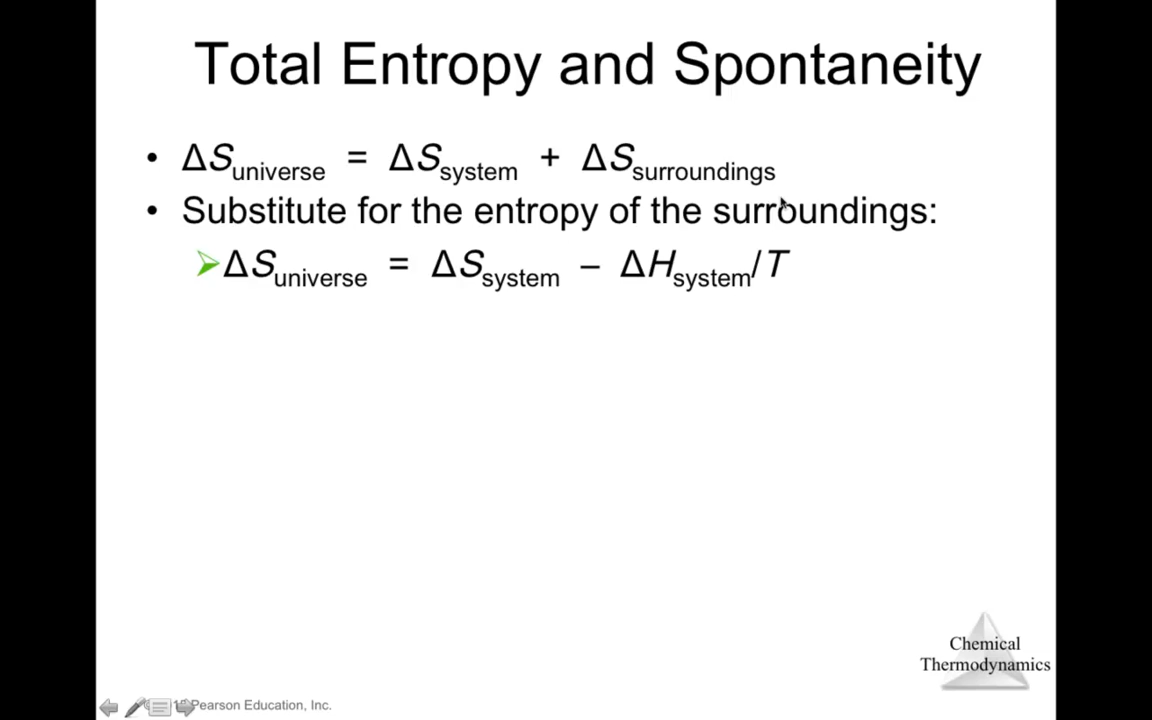 Total Entropy and Spontaneity
• ΔSuniverse = ΔSsystem + ΔSsurroundings
• Substitute for the entropy of the surroundings:
➢ΔSuniverse = ΔSsystem – ΔHsystem/T
Chemical
Thermodynamics
Pearson Education, Inc.